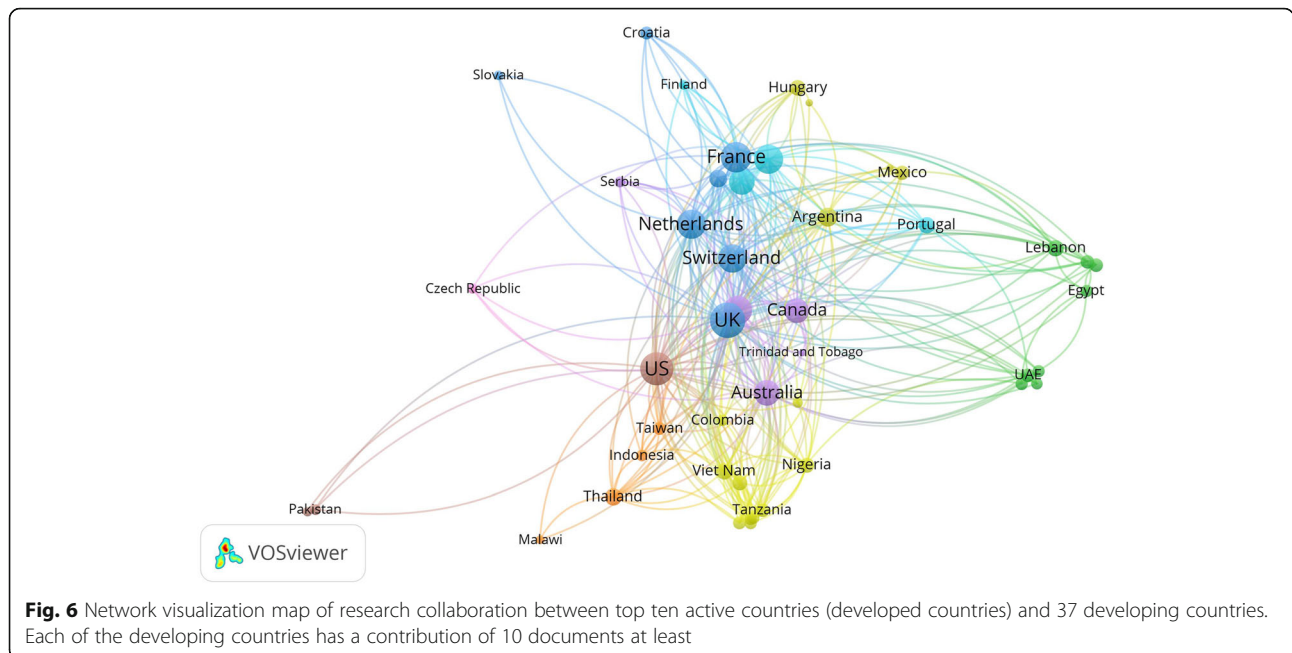 Croatia
Slovakia
Finland
Hungary
France
Mexico
Serbia
Argentina
Netherlands
Portugal
Lebanon
Switzerland
Czech Republic
Egypt
Canada
UK
Trinidad and Tobago
US
UAE
Australia
Colombia
Taiwan
Indonesia
Nigeria
Viet Nam
Thailand
Pakistan
Tanzania
Malawi
VOSviewer
Fig. 6 Network visualization map of research collaboration between top ten active countries (developed countries) and 37 developing countries.
Each of the developing countries has a contribution of 10 documents at least